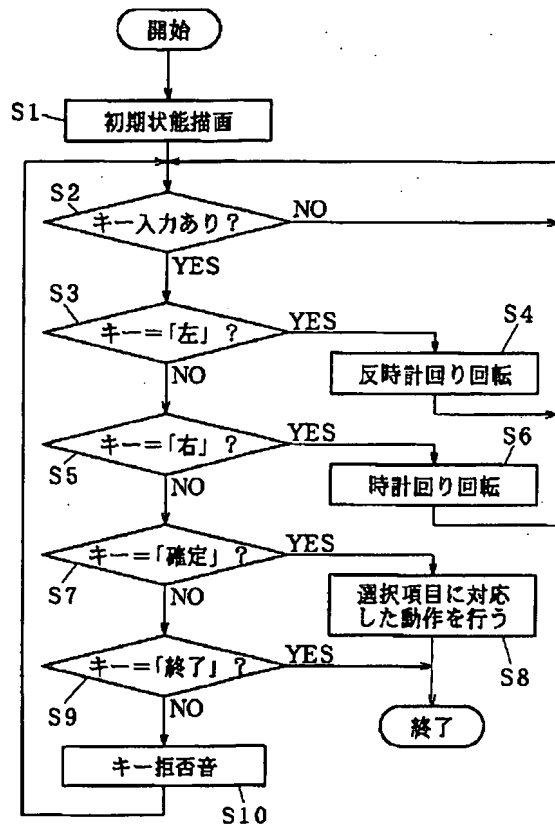 開始
S1
初期状態描画
S2
キー入力あり？
NO
YES
S3
キー=「左」？
YES
S4
反時計回り回転
NO
S6
キー=「右」？
YES
S5
時計回り回転
NO
キー=「確定」？
YES
S7
選択項目に対応
した動作を行う
NO
S8
キー=「終了」？
YES
S9
NO
終了
キー拒否音
S10